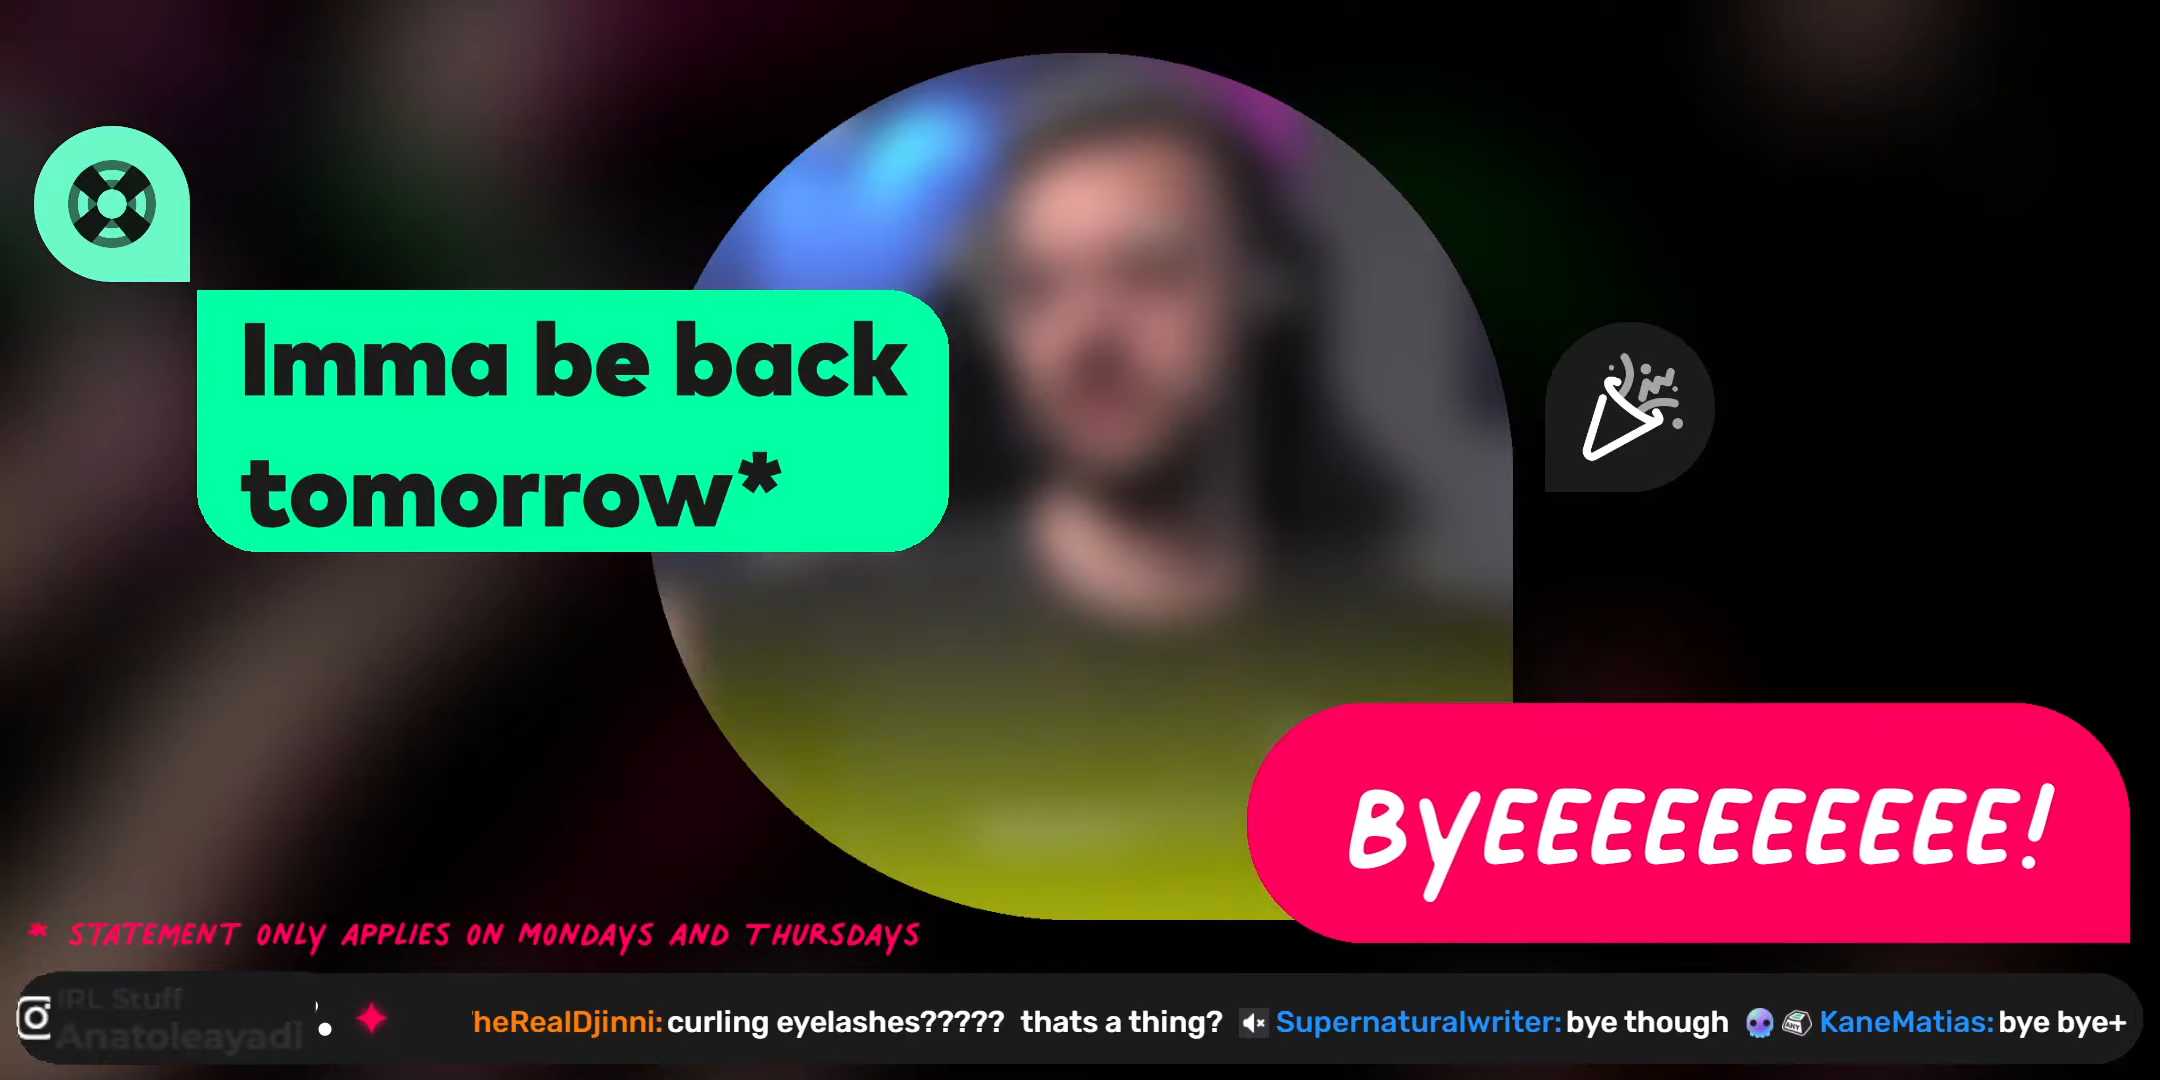 Imma be back
tomorrow*
BYEEEEEEEEEE!
* STATEMENT ONLY APPLIES ON MONDAYS AND THURSDAYS
IRL Stuff
Anatoleayadi
heRealDjinni: curling eyelashes????? thats a thing? Supernaturalwriter: bye though ANY KaneMatias: bye bye+